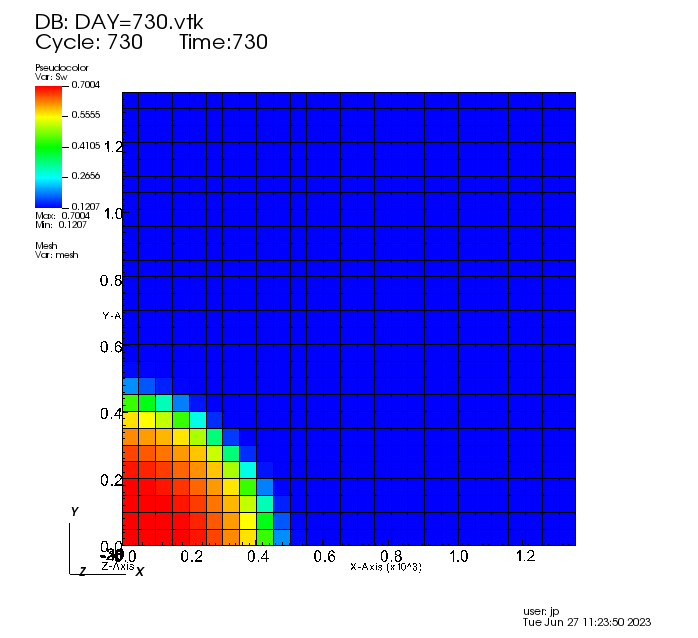 DB: DAY=730.vtk
Cycle: 730 Time:730
Pseudocolor
Var: Sw
0.7004
0.5555
0.4105
0.2656
0.1207
Max: 0.7004
Min: 0.1207
Mesh
Var: mesh
1.2
1.0
0.8
Y-A
0.6
0.4
0.2
0.0
0.0 0.2 0.4 0.6 0.8 1.0 1.2
Z-Axis
X-Axis (x10^3)
Y
Z
X
user: jp
Tue Jun 27 11:23:50 2023